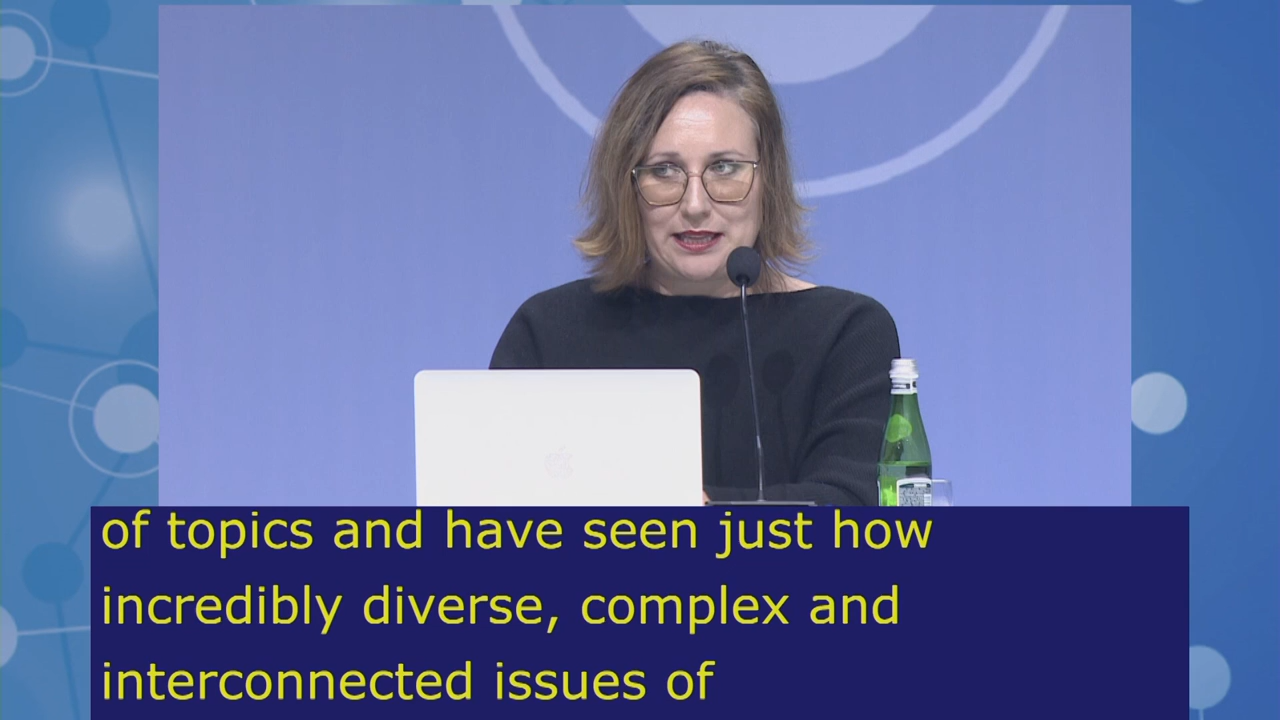 of topics and have seen just how
incredibly diverse, complex and
interconnected issues of